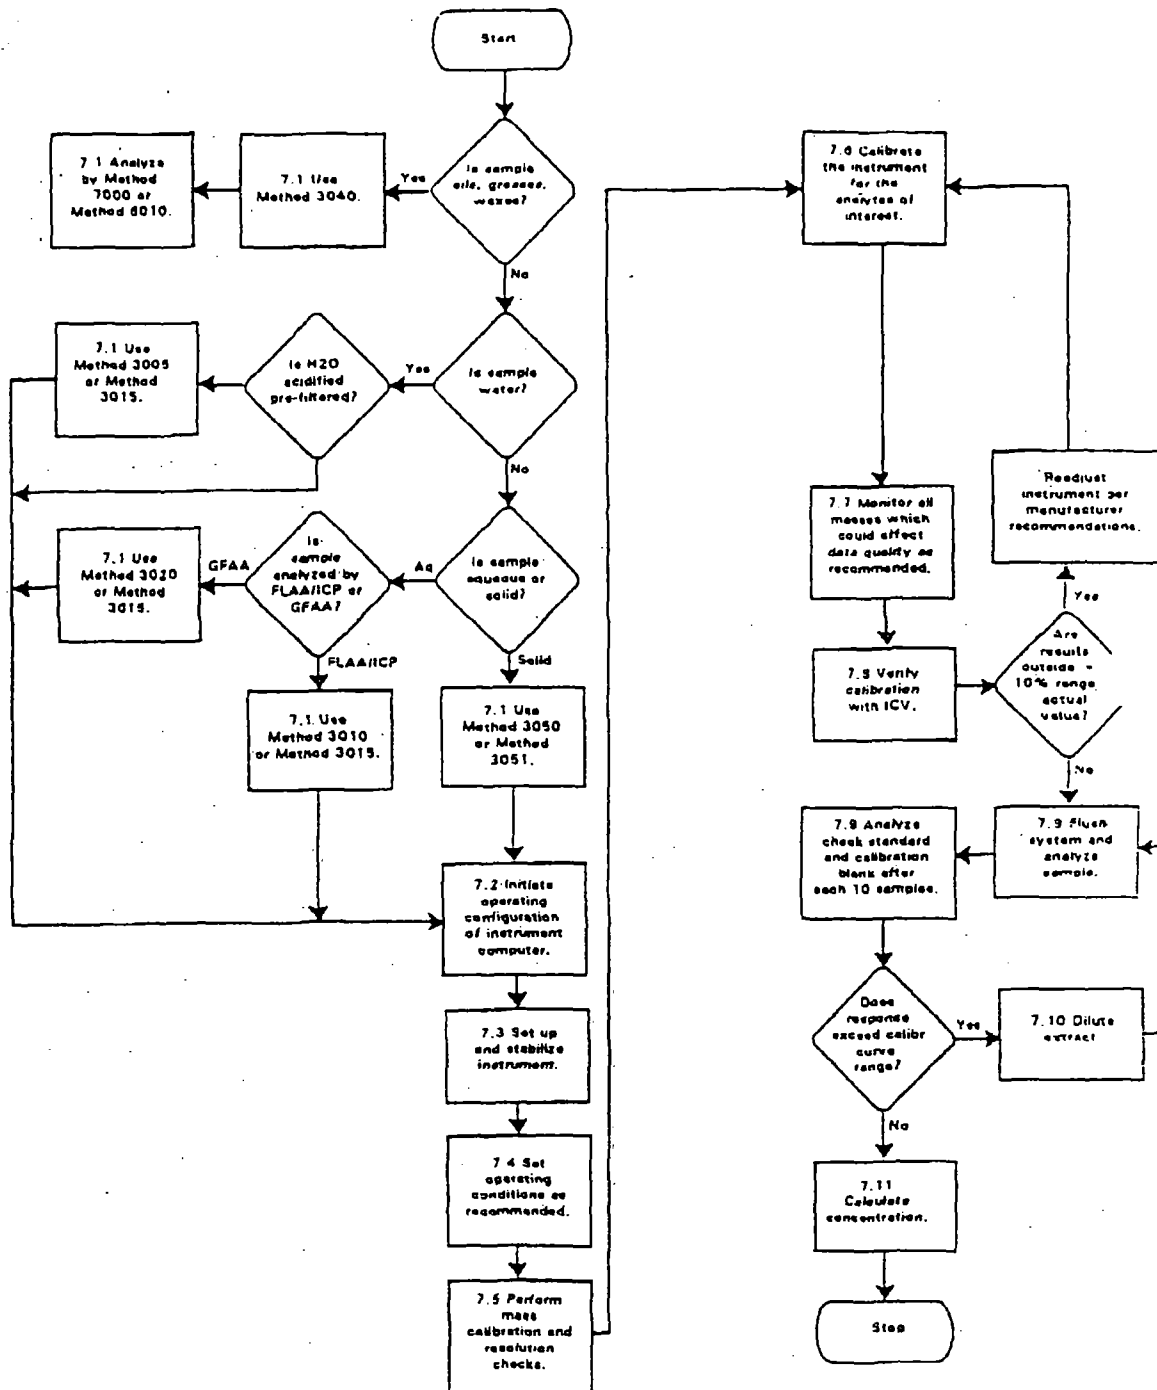 Start
Is sample
oils, greases,
waxes?
Yes
7.1 Use
Method 3040.
7.1 Analyze
by Method
7000 or
Method 6010.
No
Is sample
water?
Yes
Is H2O
acidified
pre-filtered?
7.1 Use
Method 3005
or Method
3015.
No
Is sample
aqueous or
solid?
Aq
Is
sample
analyzed by
FLAA/ICP or
GFAA?
GFAA
7.1 Use
Method 3020
or Method
3015.
FLAA/ICP
7.1 Use
Method 3010
or Method 3015.
Solid
7.1 Use
Method 3050
or Method
3051.
7.2 Initiate
operating
configuration
of instrument
computer.
7.3 Set up
and stabilize
instrument.
7.4 Set
operating
conditions as
recommended.
7.5 Perform
mass
calibration and
resolution
checks.
7.6 Calibrate
the instrument
for the
analytes of
interest.
7.7 Monitor all
masses which
could affect
data quality as
recommended.
7.8 Verify
calibration
with ICV.
Are
results
outside
10% range
actual
value?
Yes
Readjust
instrument per
manufacturer
recommendations.
No
7.9 Flush
system and
analyze
sample.
7.9 Analyze
check standard
and calibration
blank after
each 10 samples.
Does
response
exceed calibr
curve
range?
Yes
7.10 Dilute
extract
No
7.11
Calculate
concentration.
Stop